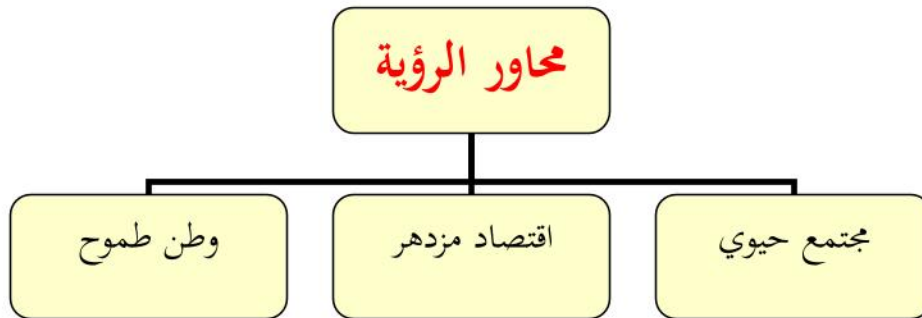 محاور الرؤية
مجتمع حيوي
اقتصاد مزدهر
وطن طموح